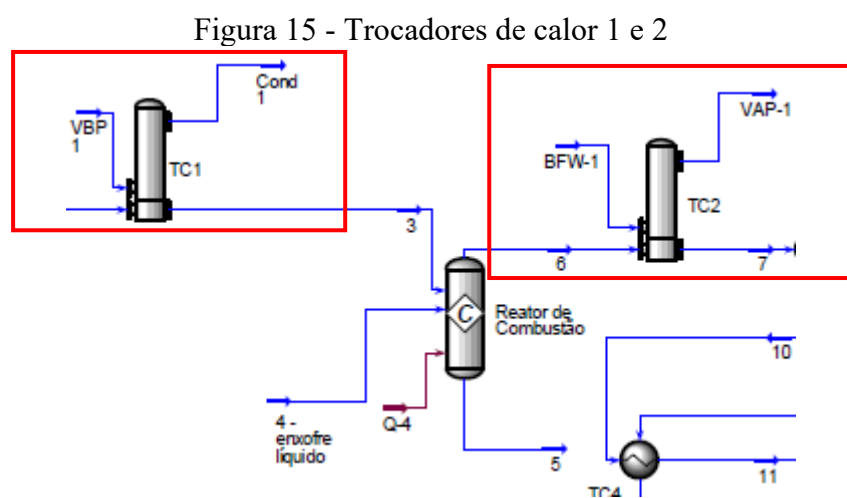 Figura 15 - Trocadores de calor 1 e 2
Cond
1
VBP
1
TC1
VAP-1
BFW-1
TC2
3
6
7
C
Reator de
Combustão
10
4 -
enxofre
líquido
Q-4
5
11
TC4